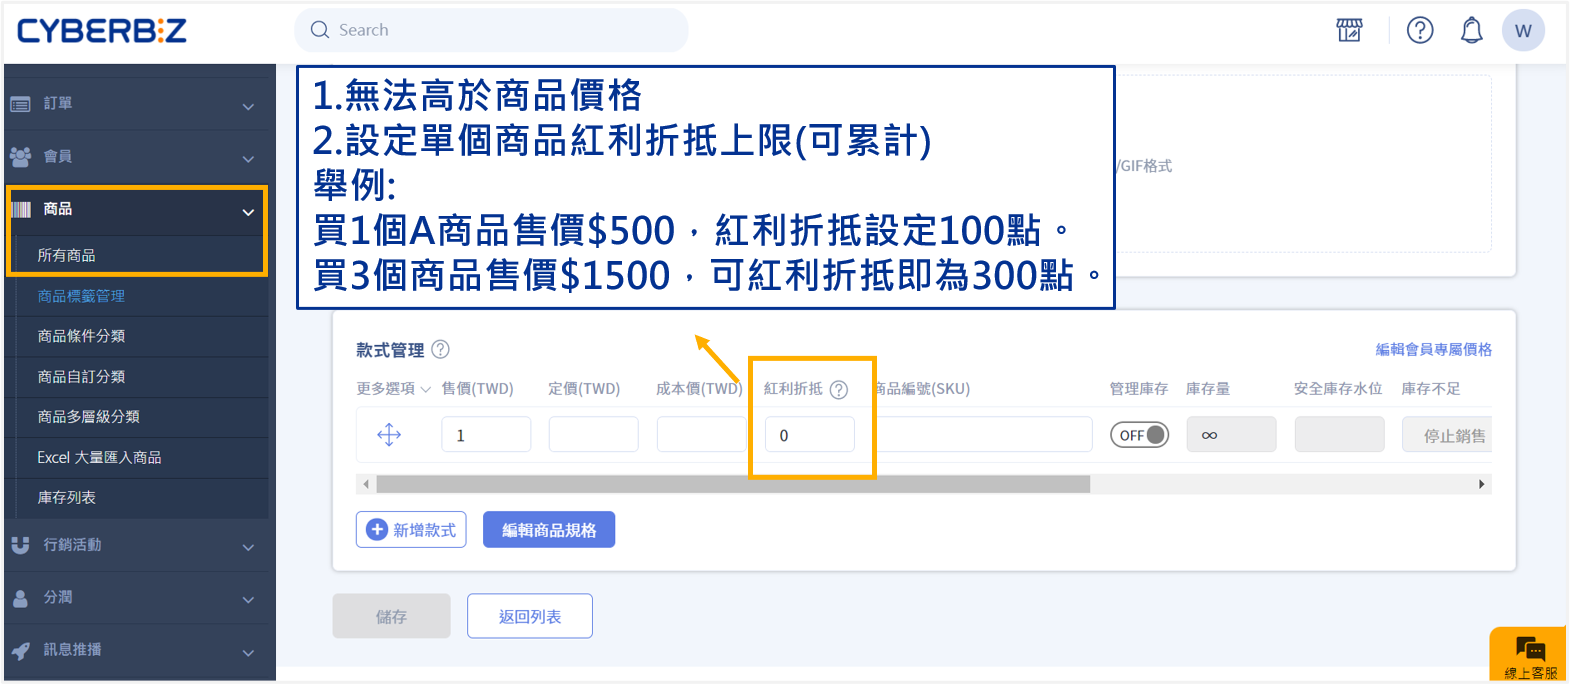 CYBERBIZ
Search
W
訂單
會員
商品
所有商品
商品標籤管理
商品條件分類
商品自訂分類
商品多層級分類
Excel 大量匯入商品
庫存列表
行銷活動
分潤
訊息推播
1.無法高於商品價格
2.設定單個商品紅利折抵上限(可累計)
舉例:
買1個A商品售價$500，紅利折抵設定100點。
買3個商品售價$1500，可紅利折抵即為300點。
/GIF格式
款式管理 ?
編輯會員專屬價格
更多選項 售價(TWD) 定價(TWD) 成本價(TWD) 紅利折抵 ? 商品編號(SKU) 管理庫存 庫存量 安全庫存水位 庫存不足
1 0 OFF ∞ 停止銷售
新增款式 編輯商品規格
儲存 返回列表
線上客服